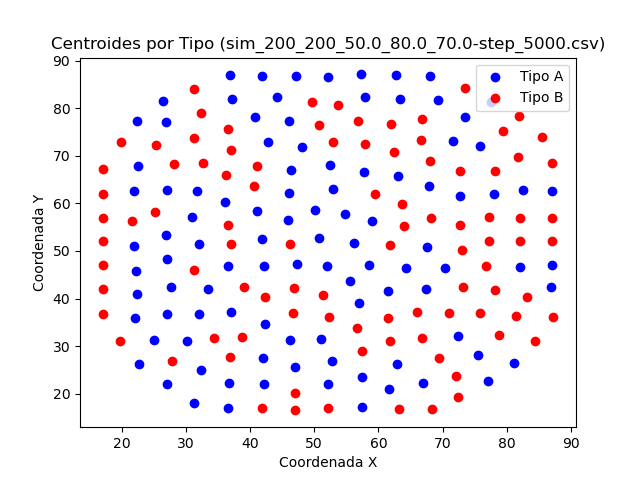 Centroides por Tipo (sim_200_200_50.0_80.0_70.0-step_5000.csv)
90
80
70
60
50
40
30
20
Coordenada Y
Tipo A
Tipo B
20 30 40 50 60 70 80 90
Coordenada X